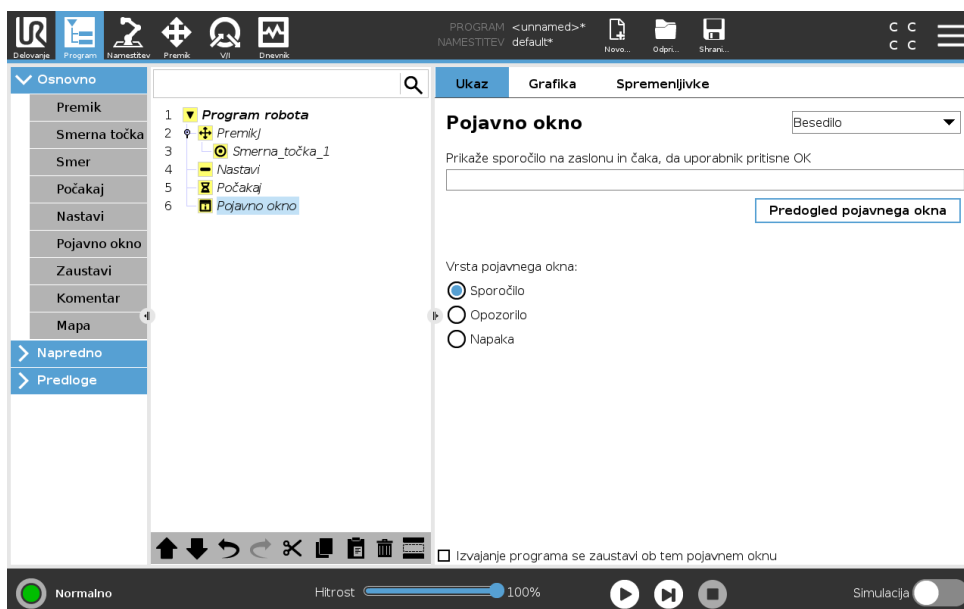 UR
Delovanje
Program
Namestitev
Premik
V/I
Dnevnik
PROGRAM <unnamed>*
NAMESTITEV default*
Novo...
Odpri...
Shrani...
C C
C C
Osnovno
Premik
Smerna točka
Smer
Počakaj
Nastavi
Pojavno okno
Zaustavi
Komentar
Mapa
Napredno
Predloge
1 Program robota
2 PremikJ
3 Smerna_točka_1
4 Nastavi
5 Počakaj
6 Pojavno okno
Ukaz
Grafika
Spremenljivke
Pojavno okno
Besedilo
Prikaže sporočilo na zaslonu in čaka, da uporabnik pritisne OK
Predogled pojavnega okna
Vrsta pojavnega okna:
Sporočilo
Opozorilo
Napaka
Izvajanje programa se zaustavi ob tem pojavnem oknu
Normalno
Hitrost
100%
Simulacija